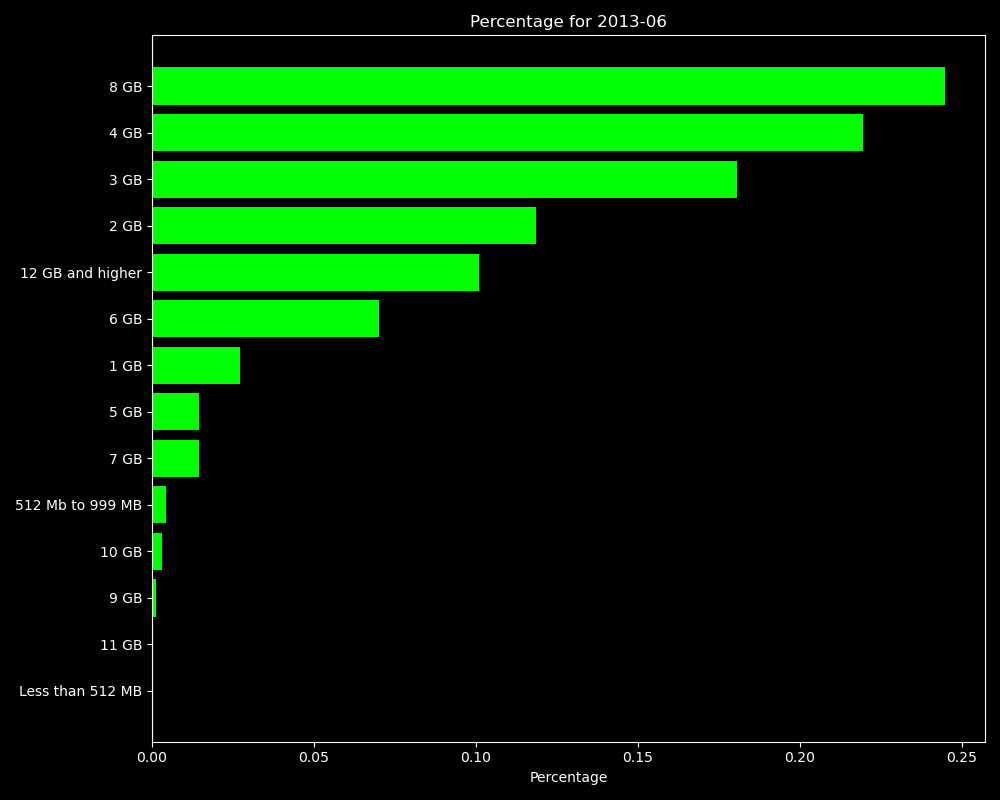 Percentage for 2013-06
8 GB
4 GB
3 GB
2 GB
12 GB and higher
6 GB
1 GB
5 GB
7 GB
512 Mb to 999 MB
10 GB
9 GB
11 GB
Less than 512 MB
0.00 0.05 0.10 0.15 0.20 0.25
Percentage